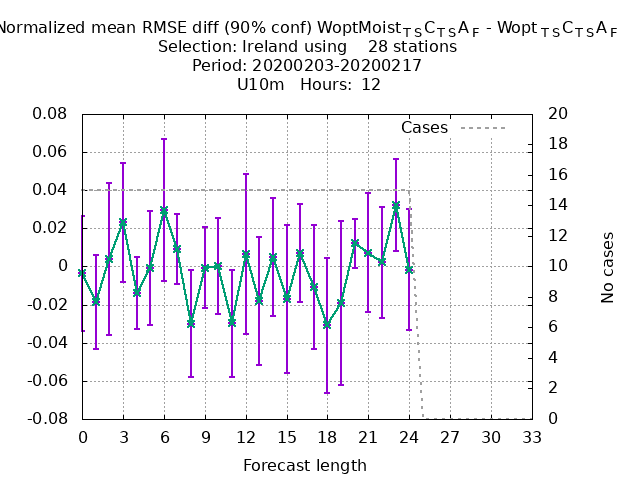 Normalized mean RMSE diff (90% conf) WoptMoist_TSC_TSA_F - Wopt_TSC_TSA_F
Selection: Ireland using 28 stations
Period: 20200203-20200217
U10m Hours: 12
Cases
0.08
0.06
0.04
0.02
0
-0.02
-0.04
-0.06
-0.08
20
18
16
14
12
10
8
6
4
2
0
No cases
0 3 6 9 12 15 18 21 24 27 30 33
Forecast length